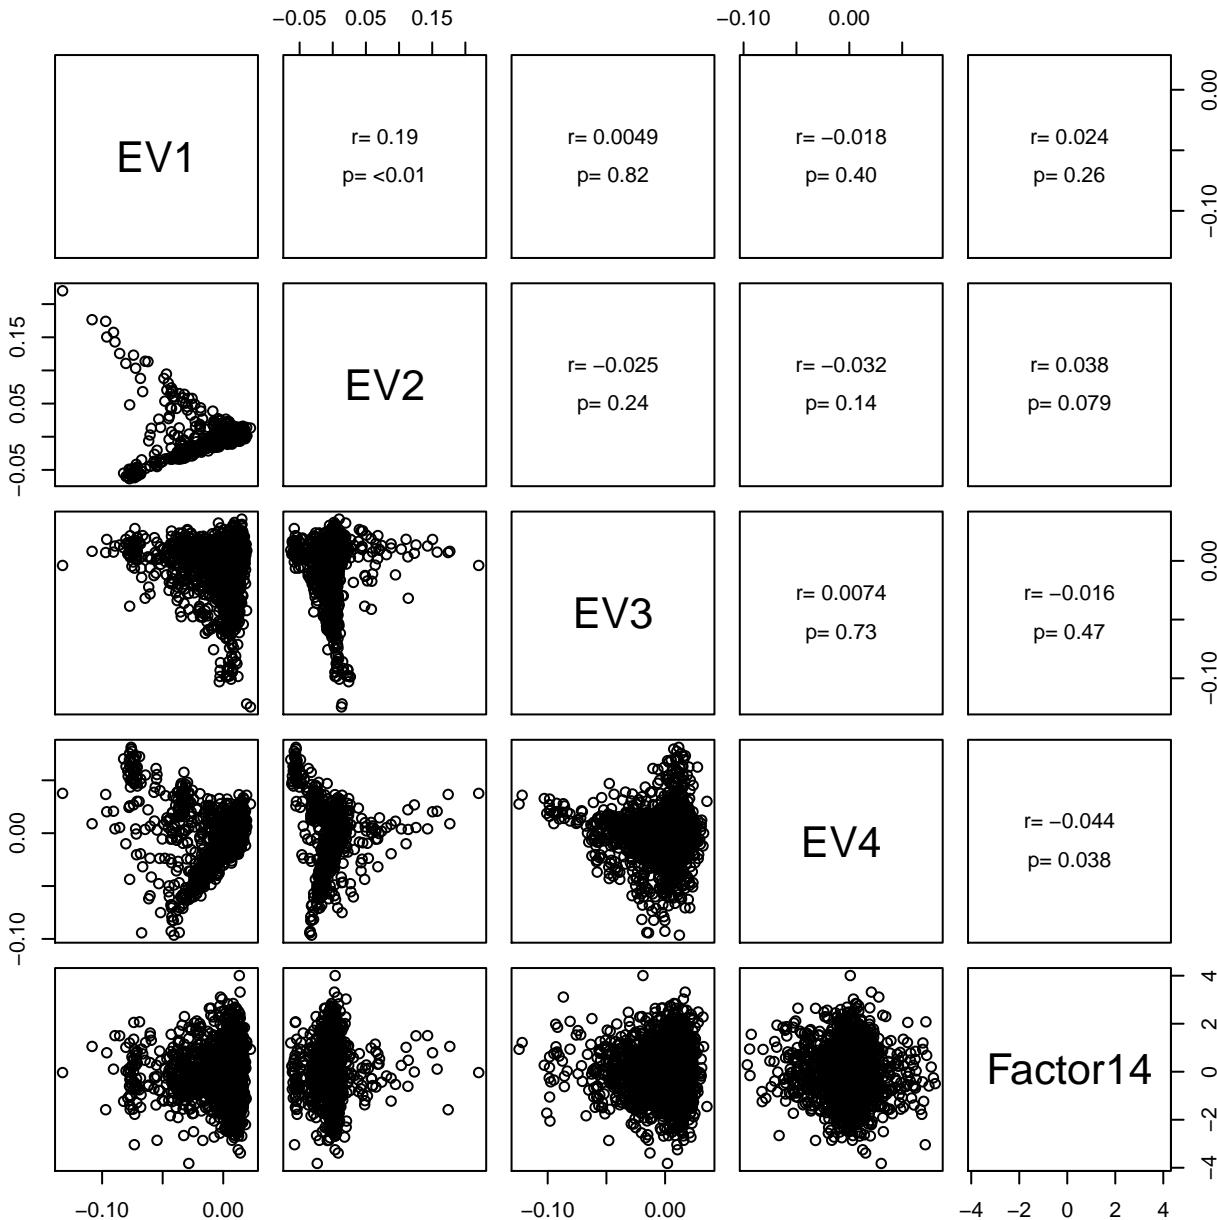 −0.05 0.05 0.15 −0.10 0.00
EV1
r= 0.19
p= <0.01
r= 0.0049
p= 0.82
r= −0.018
p= 0.40
r= 0.024
p= 0.26
0.00
−0.10
0.15
0.05
−0.05
EV2
r= −0.025
p= 0.24
r= −0.032
p= 0.14
r= 0.038
p= 0.079
EV3
r= 0.0074
p= 0.73
r= −0.016
p= 0.47
0.00
−0.10
0.00
−0.10
EV4
r= −0.044
p= 0.038
Factor14
4
2
0
−2
−4
−0.10 0.00 −0.10 0.00 −4 −2 0 2 4